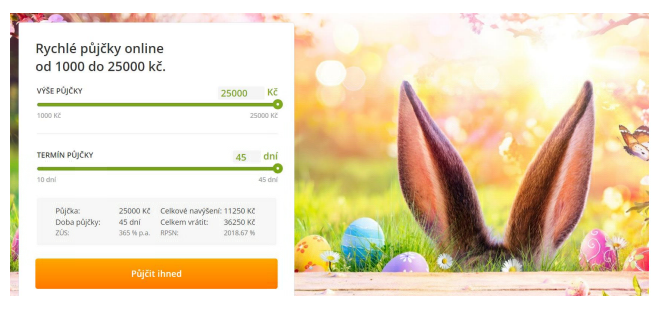 Rychlé půjčky online
od 1000 do 25000 kč.
VÝŠE PŮJČKY 25000 Kč
1000 Kč 25000 Kč
TERMÍN PŮJČKY 45 dní
10 dní 45 dní
Půjčka: 25000 Kč Celkové navýšení: 11250 Kč
Doba půjčky: 45 dní Celkem vrátit: 36250 Kč
ZÚS: 365 % p.a. RPSN: 2018,67 %
Půjčit ihned